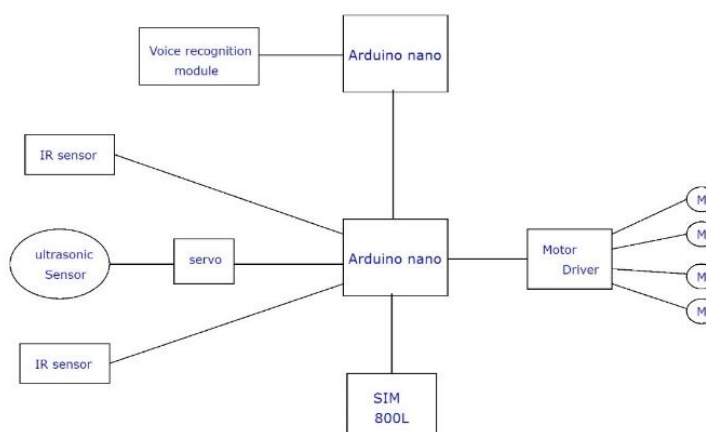 Voice recognition
module
Arduino nano
IR sensor
ultrasonic
Sensor
servo
Arduino nano
Motor
Driver
M
M
M
M
IR sensor
SIM
800L